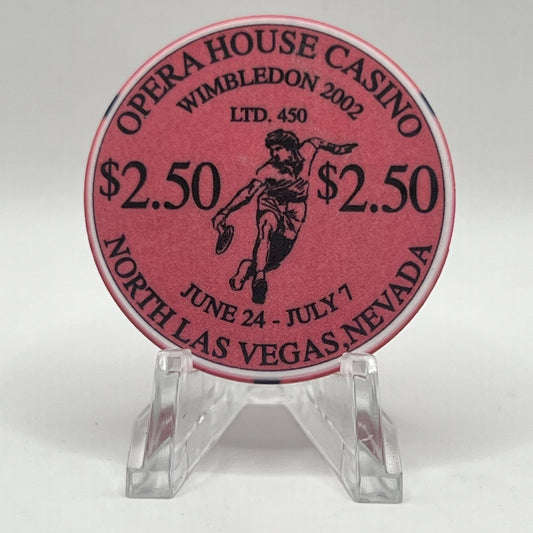 OPERA HOUSE CASINO
WIMBLEDON 2002
LTD. 450
$2.50 $2.50
JUNE 24 - JULY 7
NORTH LAS VEGAS, NEVADA